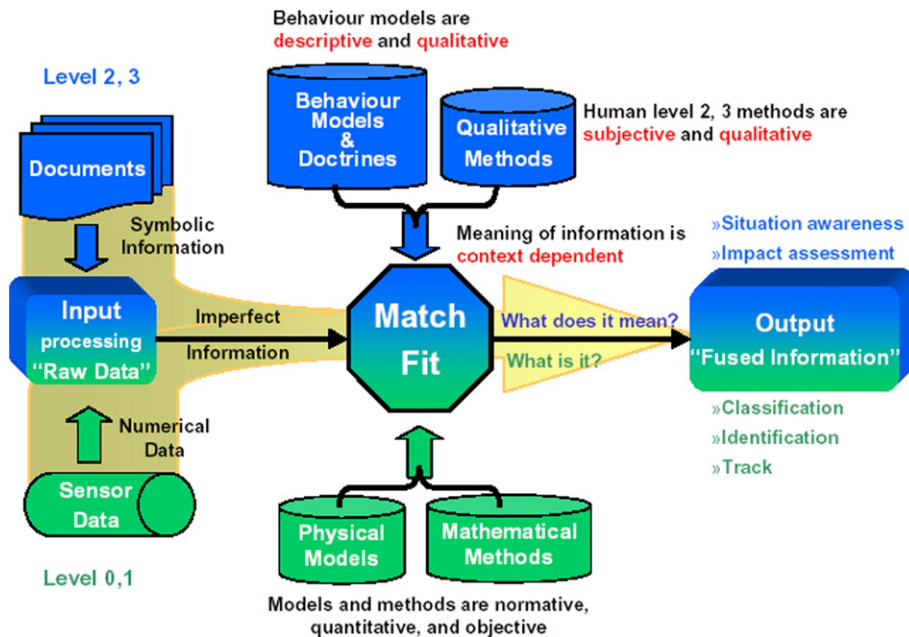 Behaviour models are
descriptive and qualitative
Level 2, 3
Behaviour
Models
&
Doctrines
Qualitative
Methods
Human level 2, 3 methods are
subjective and qualitative
Documents
Symbolic
Information
Meaning of information is
context dependent
»Situation awareness
»Impact assessment
Input
processing
“Raw Data”
Imperfect
Information
Match
Fit
What does it mean?
What is it?
Output
“Fused Information”
»Classification
»Identification
»Track
Numerical
Data
Sensor
Data
Level 0,1
Physical
Models
Mathematical
Methods
Models and methods are normative,
quantitative, and objective